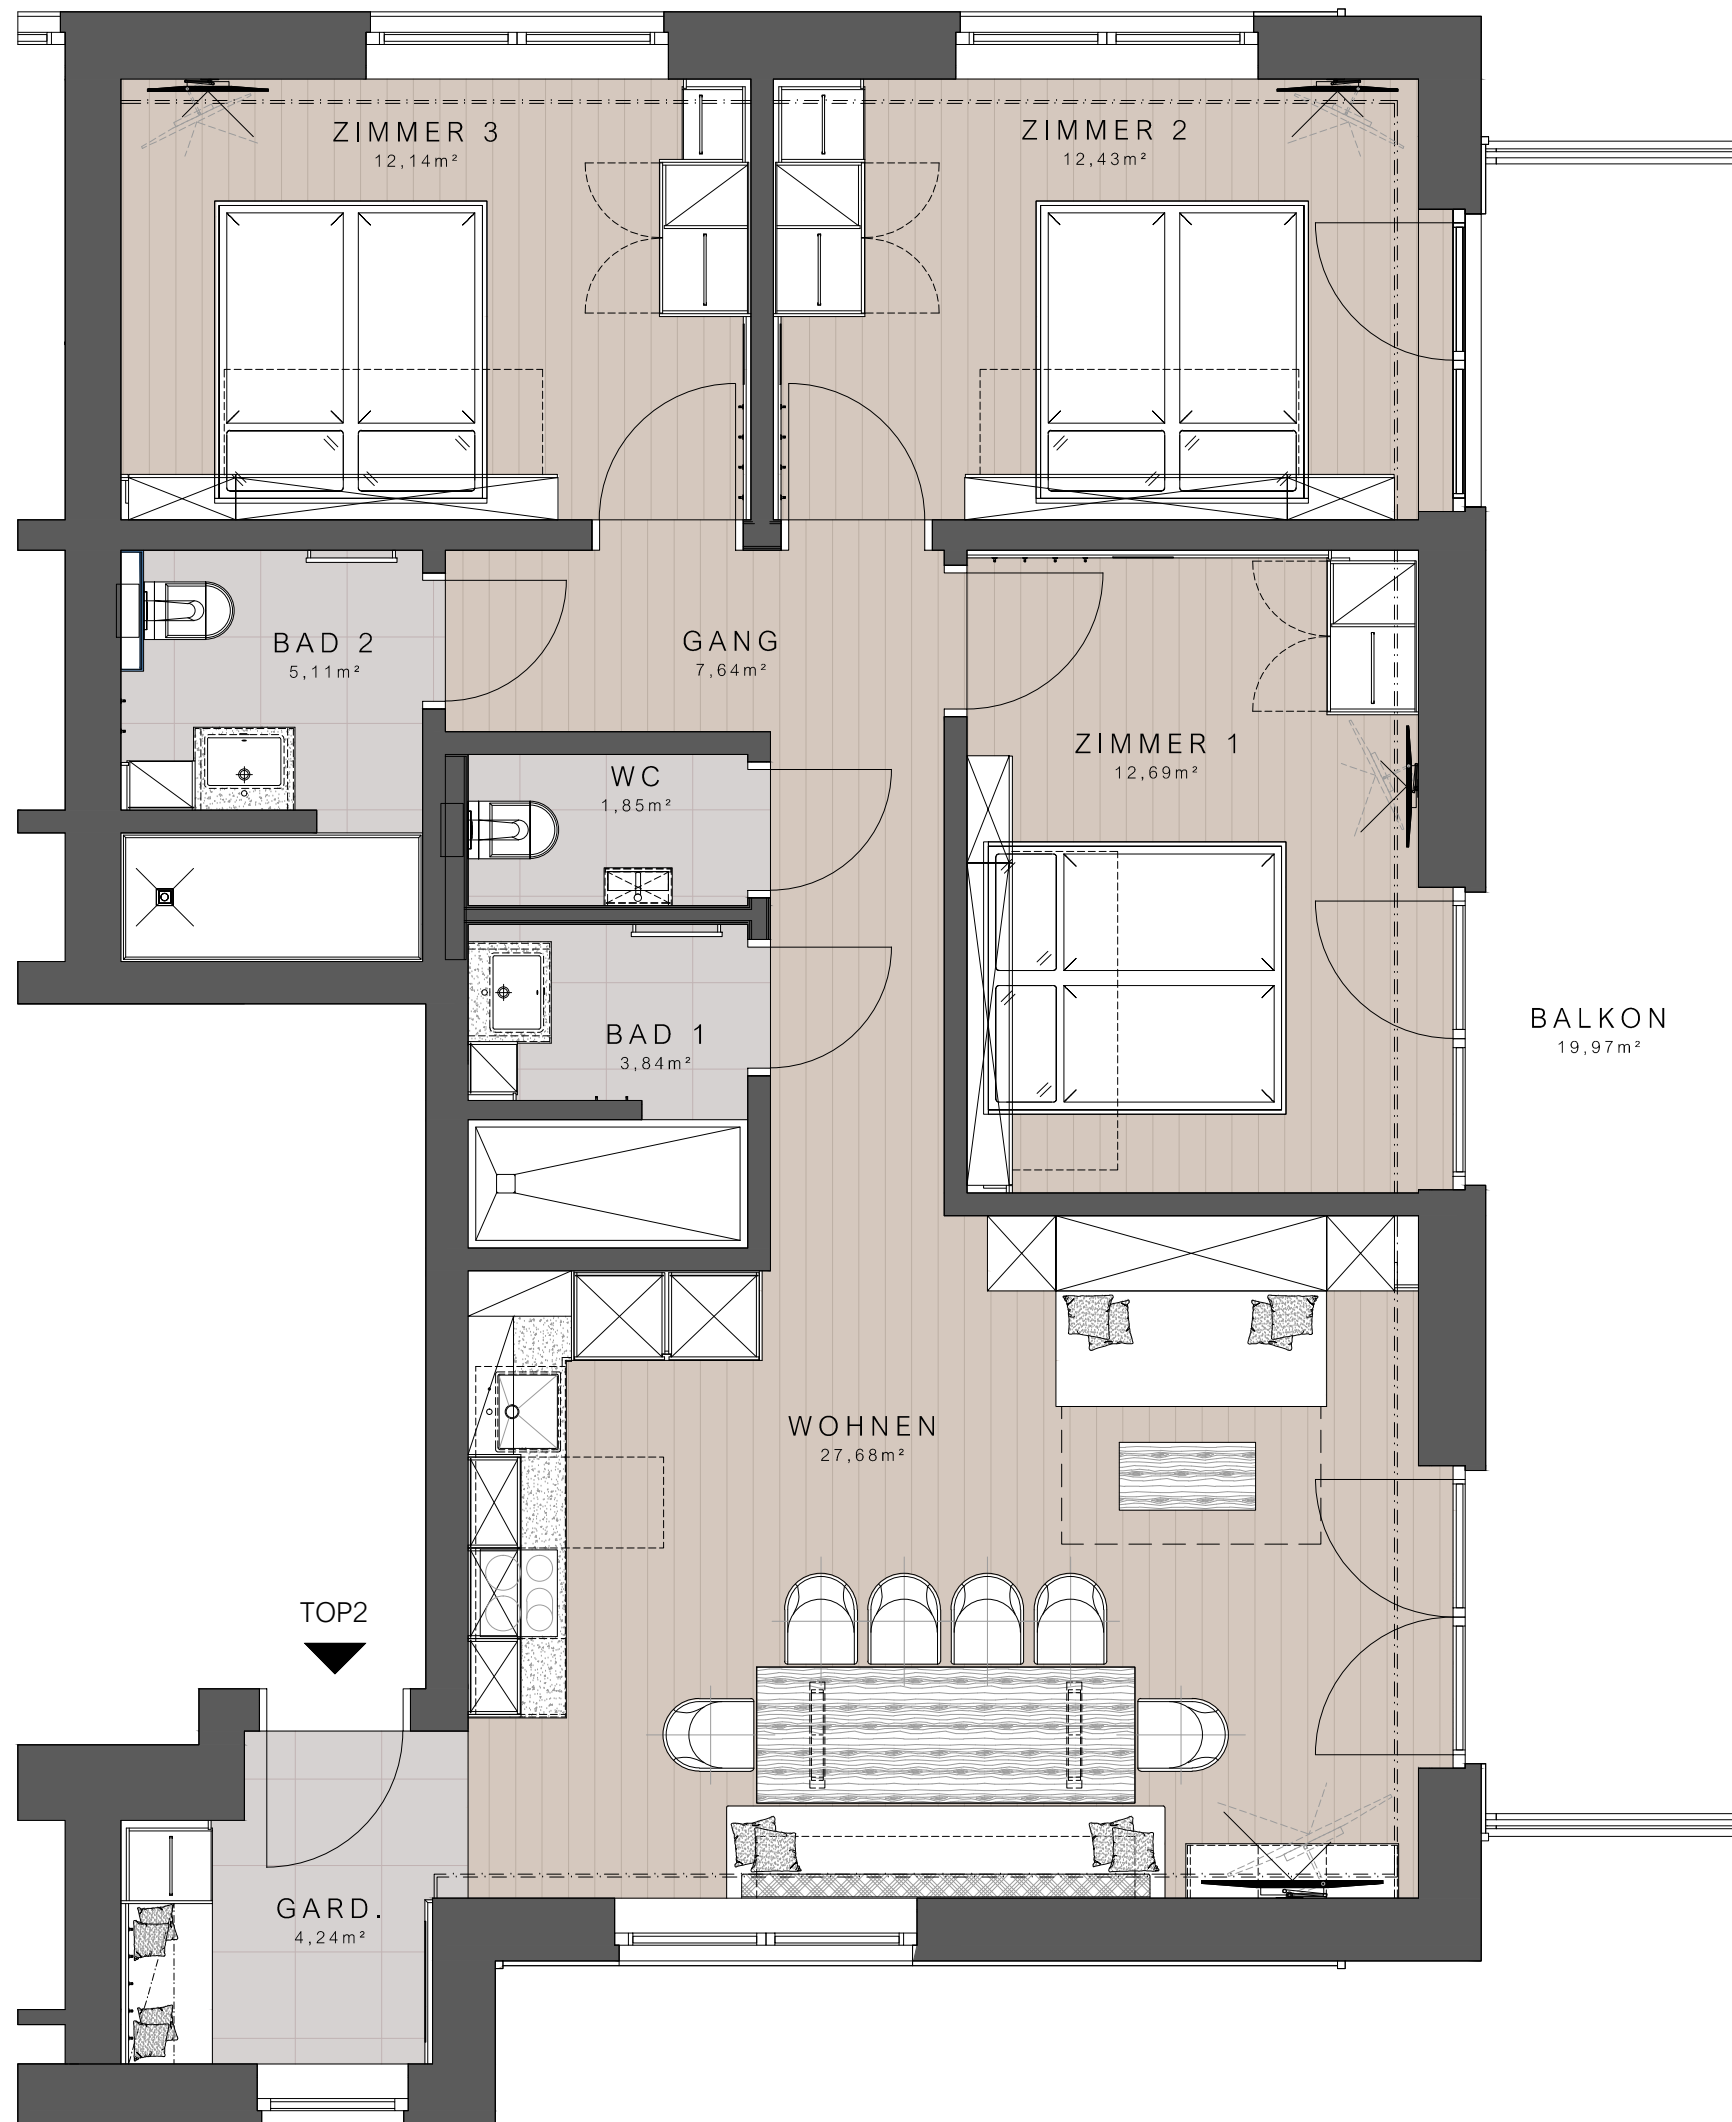 ZIMMER 3
12,14m²
ZIMMER 2
12,43m²
BAD 2
5,11m²
GANG
7,64m²
ZIMMER 1
12,69m²
WC
1,85m²
BAD 1
3,84m²
BALKON
19,97m²
WOHNEN
27,68m²
TOP2
GARD.
4,24m²